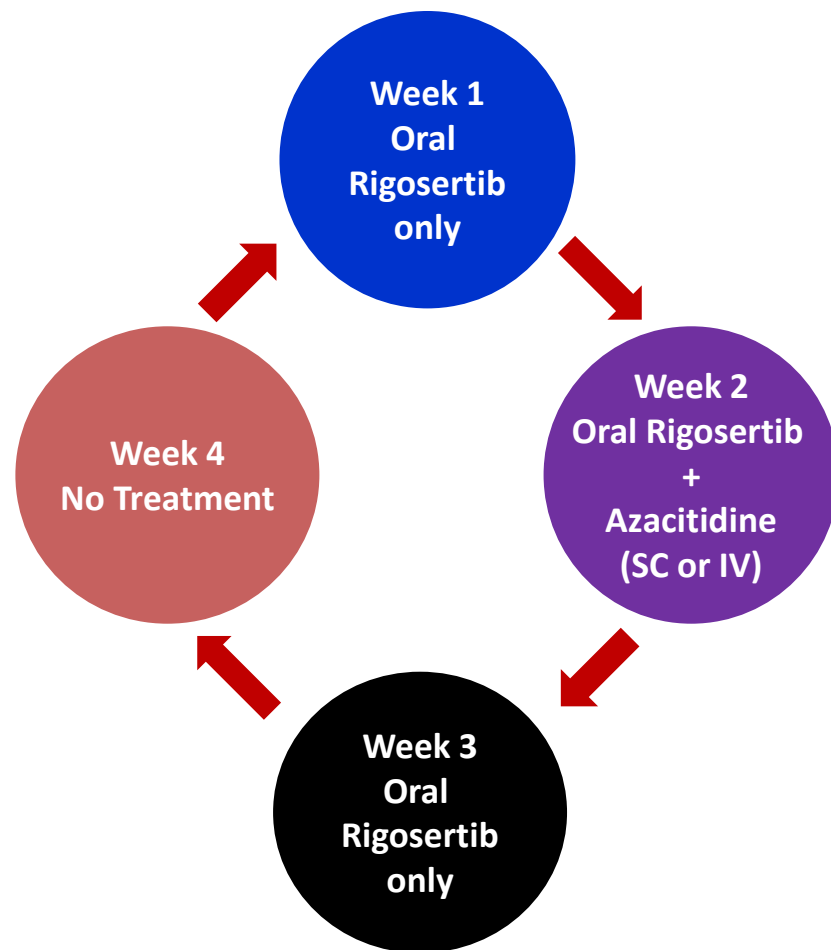 Week 1
Oral
Rigosertib
only
Week 2
Oral Rigosertib
+
Azacitidine
(SC or IV)
Week 3
Oral
Rigosertib
only
Week 4
No Treatment